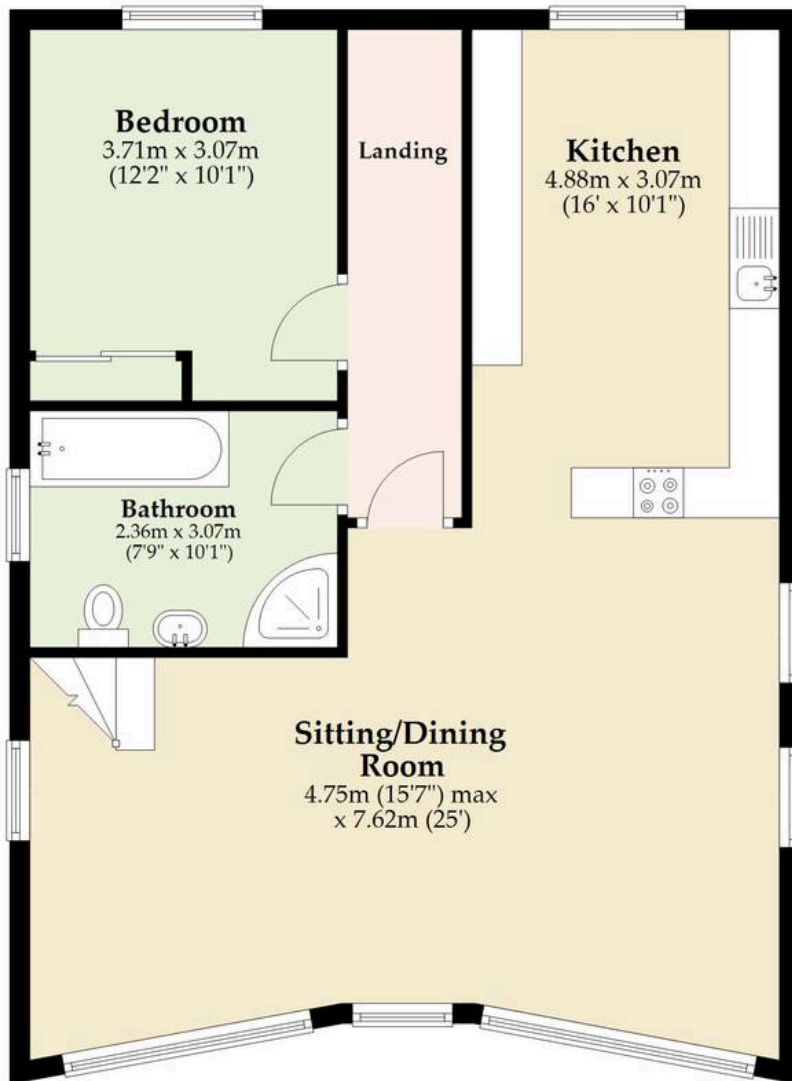 Bedroom
3.71m x 3.07m
(12'2" x 10'1")
Landing
Kitchen
4.88m x 3.07m
(16' x 10'1")
Bathroom
2.36m x 3.07m
(7'9" x 10'1")
Sitting/Dining
Room
4.75m (15'7") max
x 7.62m (25')